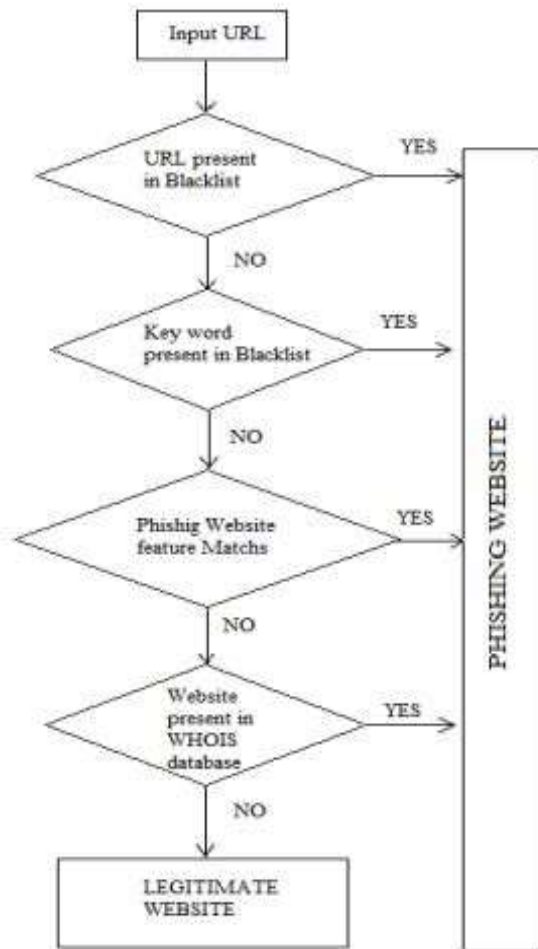 Input URL
URL present
in Blacklist
YES
NO
Key word
present in Blacklist
YES
NO
Phishig Website
feature Matchs
YES
NO
Website
present in
WHOIS
database
YES
NO
LEGITIMATE
WEBSITE
PHISHING WEBSITE